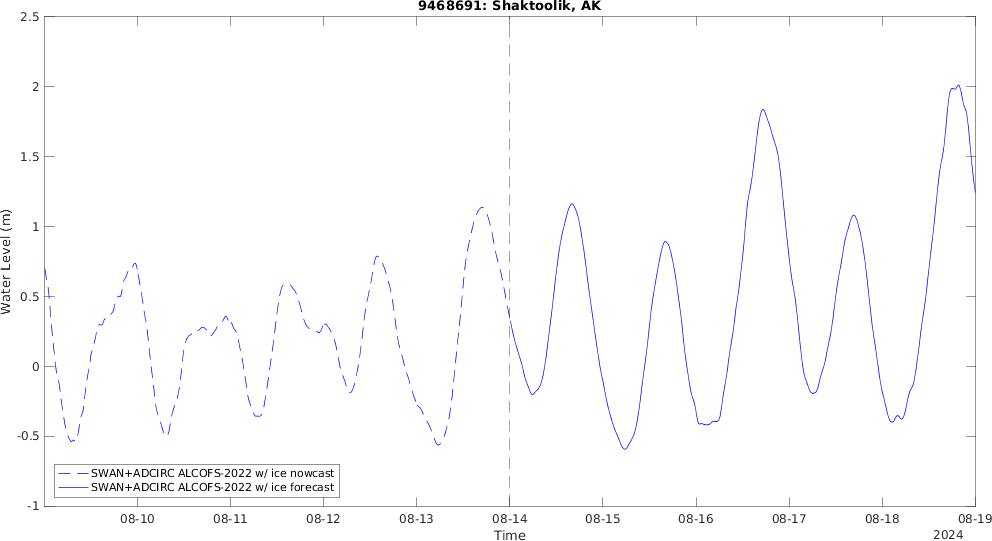 9468691: Shaktoolik, AK
Water Level (m)
2.5
2
1.5
1
0.5
0
-0.5
-1
SWAN+ADCIRC ALCOFS-2022 w/ ice nowcast
SWAN+ADCIRC ALCOFS-2022 w/ ice forecast
08-10 08-11 08-12 08-13 08-14 08-15 08-16 08-17 08-18 08-19
Time
2024